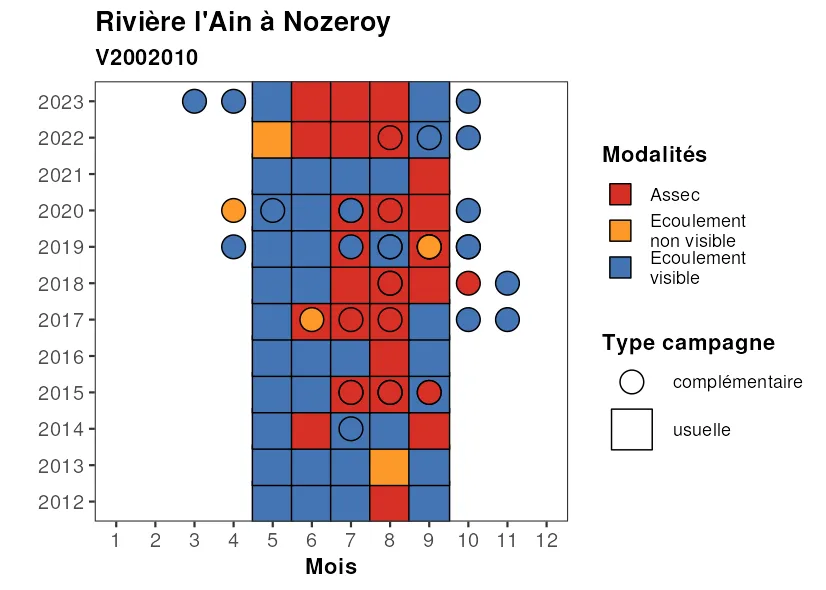 Rivière l'Ain à Nozeroy
V2002010
2023
2022
2021
2020
2019
2018
2017
2016
2015
2014
2013
2012
1 2 3 4 5 6 7 8 9 10 11 12
Mois
Modalités
Assec
Ecoulement
non visible
Ecoulement
visible
Type campagne
complémentaire
usuelle